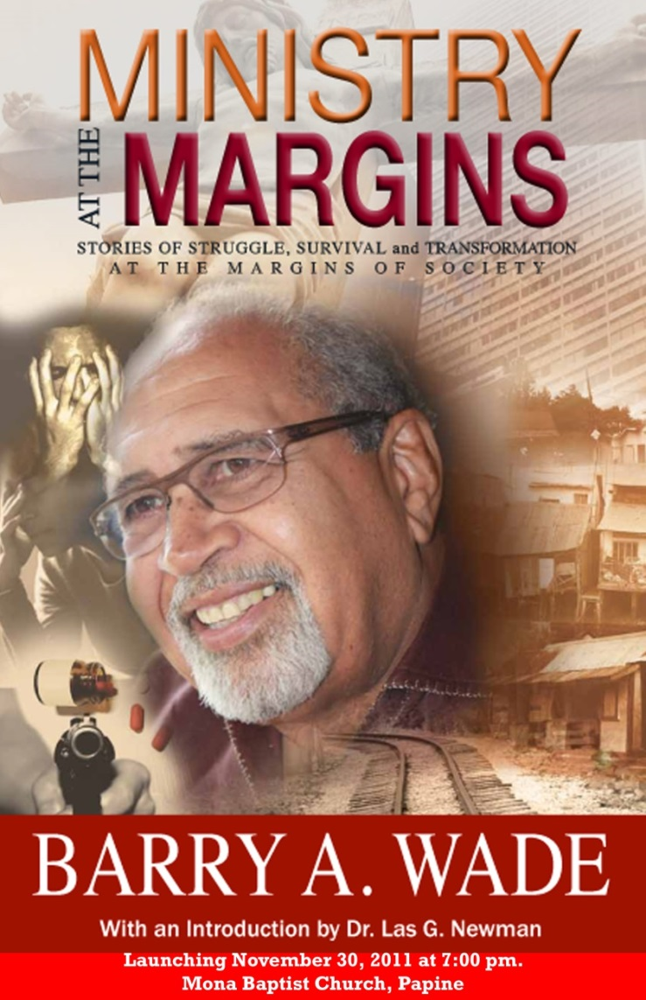 MINISTRY
AT THE
MARGINS
STORIES OF STRUGGLE, SURVIVAL and TRANSFORMATION
AT THE MARGINS OF SOCIETY
BARRY A. WADE
With an Introduction by Dr. Las G. Newman
Launching November 30, 2011 at 7:00 pm.
Mona Baptist Church, Papine